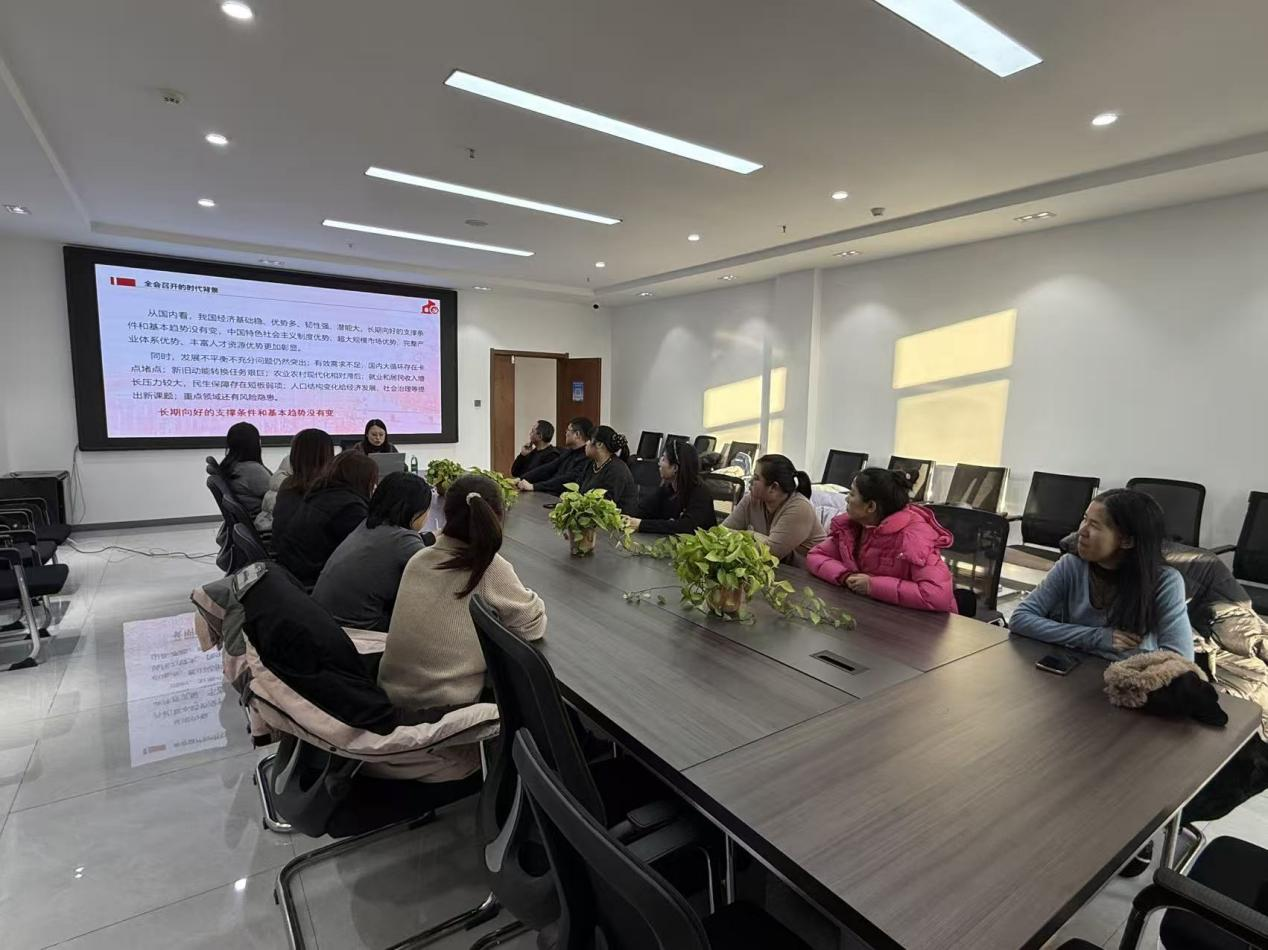 全会召开的时代背景
从国内看，我国经济基础稳、优势多、韧性强、潜能大，长期向好的支撑条
件和基本趋势没有变，中国特色社会主义制度优势、超大规模市场优势、完整产
业体系优势、丰富人才资源优势更加彰显。
同时，发展不平衡不充分问题仍然突出；有效需求不足，国内大循环存在卡
点堵点；新旧动能转换任务艰巨；农业农村现代化相对滞后；就业和居民收入增
长压力较大，民生保障存在短板弱项；人口结构变化给经济发展、社会治理等提
出新课题；重点领域还有风险隐患。
长期向好的支撑条件和基本趋势没有变